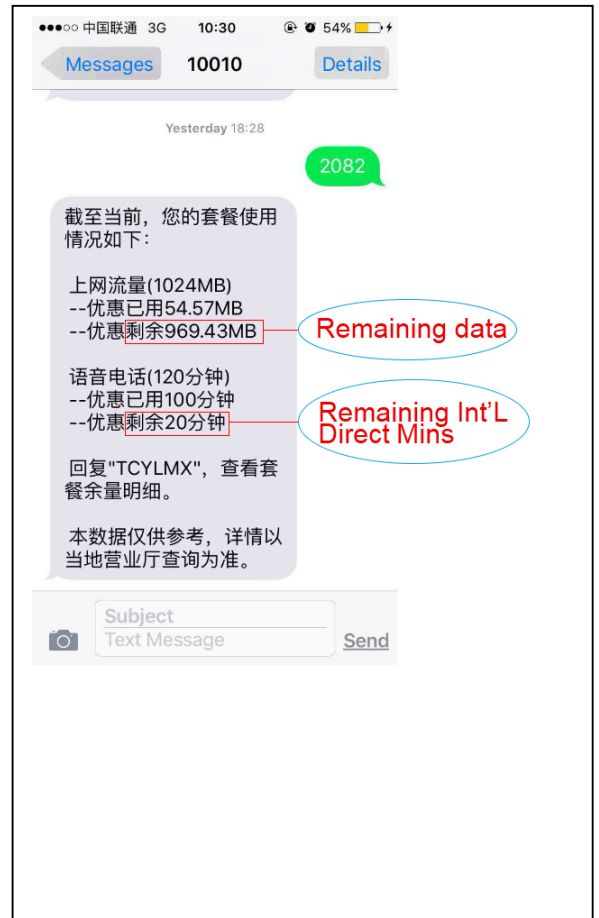 中国联通 3G 10:30 54%
Messages 10010 Details
Yesterday 18:28
2082
截至当前，您的套餐使用
情况如下：
上网流量(1024MB)
--优惠已用54.57MB
--优惠剩余969.43MB
Remaining data
语音电话(120分钟)
--优惠已用100分钟
--优惠剩余20分钟
Remaining Int'L
Direct Mins
回复"TCYLMX"，查看套
餐余量明细。
本数据仅供参考，详情以
当地营业厅查询为准。
Subject
Text Message Send